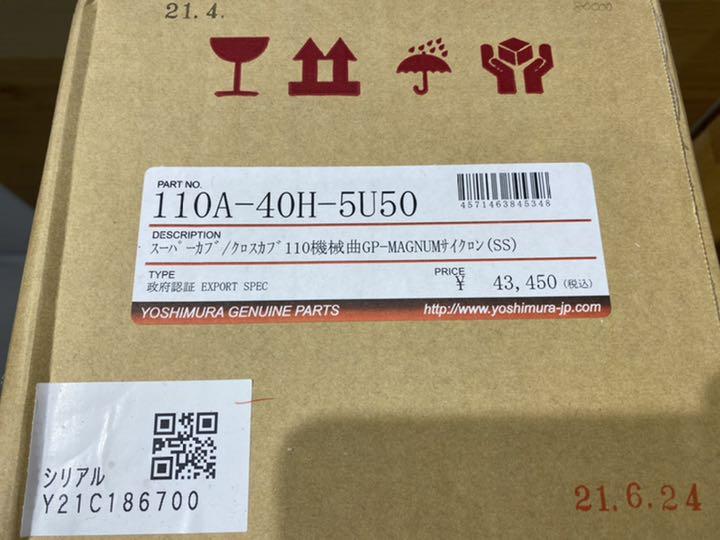 21.4.
PART NO.
110A-40H-5U50
4571463845348
DESCRIPTION
スーパーカブ/クロスカブ110機械曲GP-MAGNUMサイクロン(SS)
TYPE
政府認証 EXPORT SPEC
PRICE
¥ 43,450 (税込)
YOSHIMURA GENUINE PARTS
http://www.yoshimura-jp.com
シリアル
Y21C186700
21.6.24